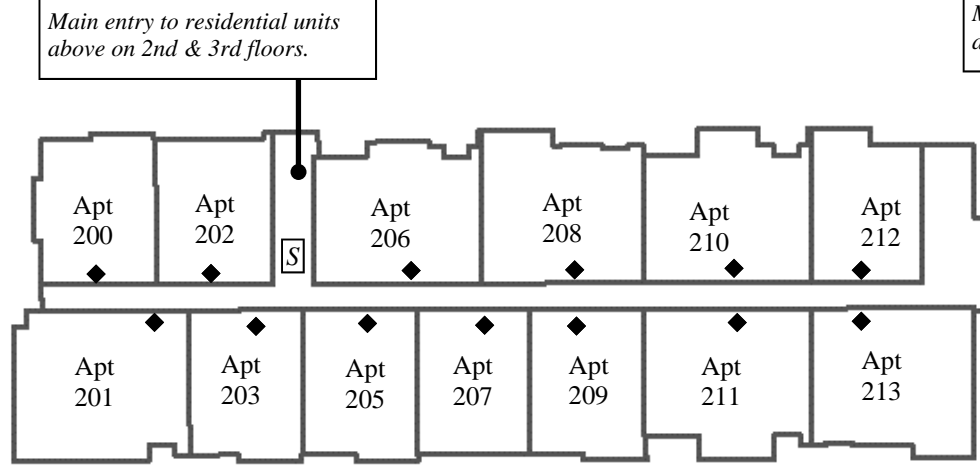 Main entry to residential units
above on 2nd & 3rd floors.
Apt
200
Apt
202
S
Apt
206
Apt
208
Apt
210
Apt
212
Apt
201
Apt
203
Apt
205
Apt
207
Apt
209
Apt
211
Apt
213